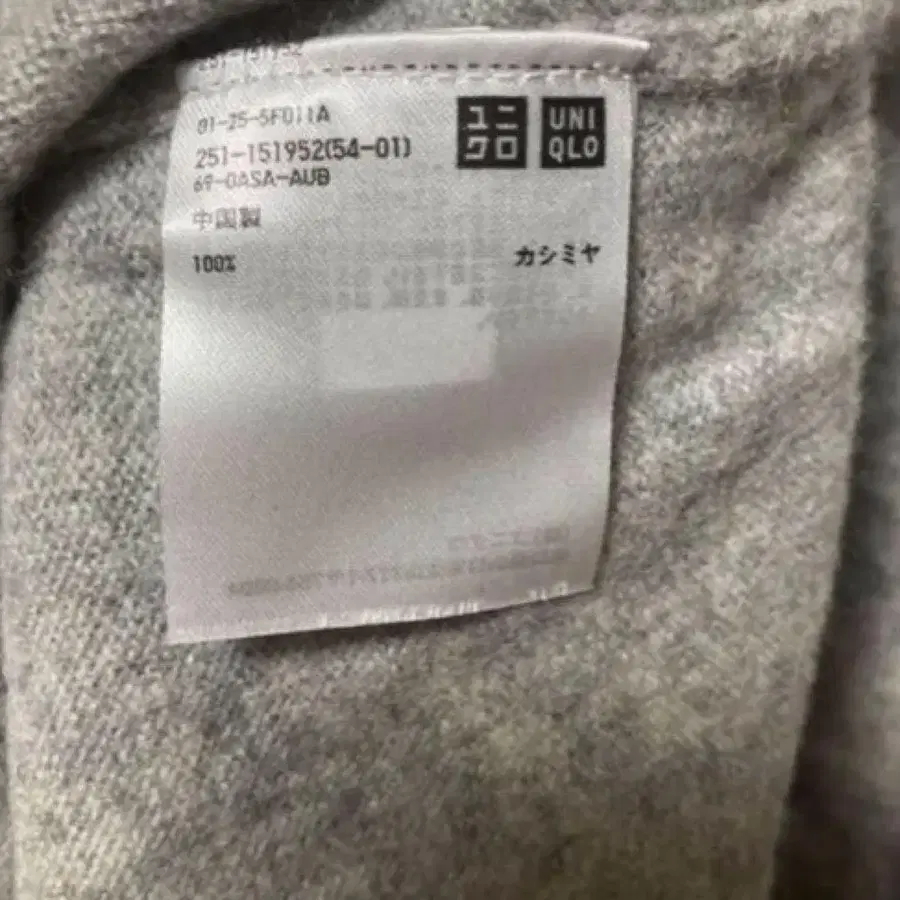 01-25-5F011A
251-151952(54-01)
69-0ASA-AUB
中国製
100% カシミヤ
ユニ
クロ
UNI
QLO